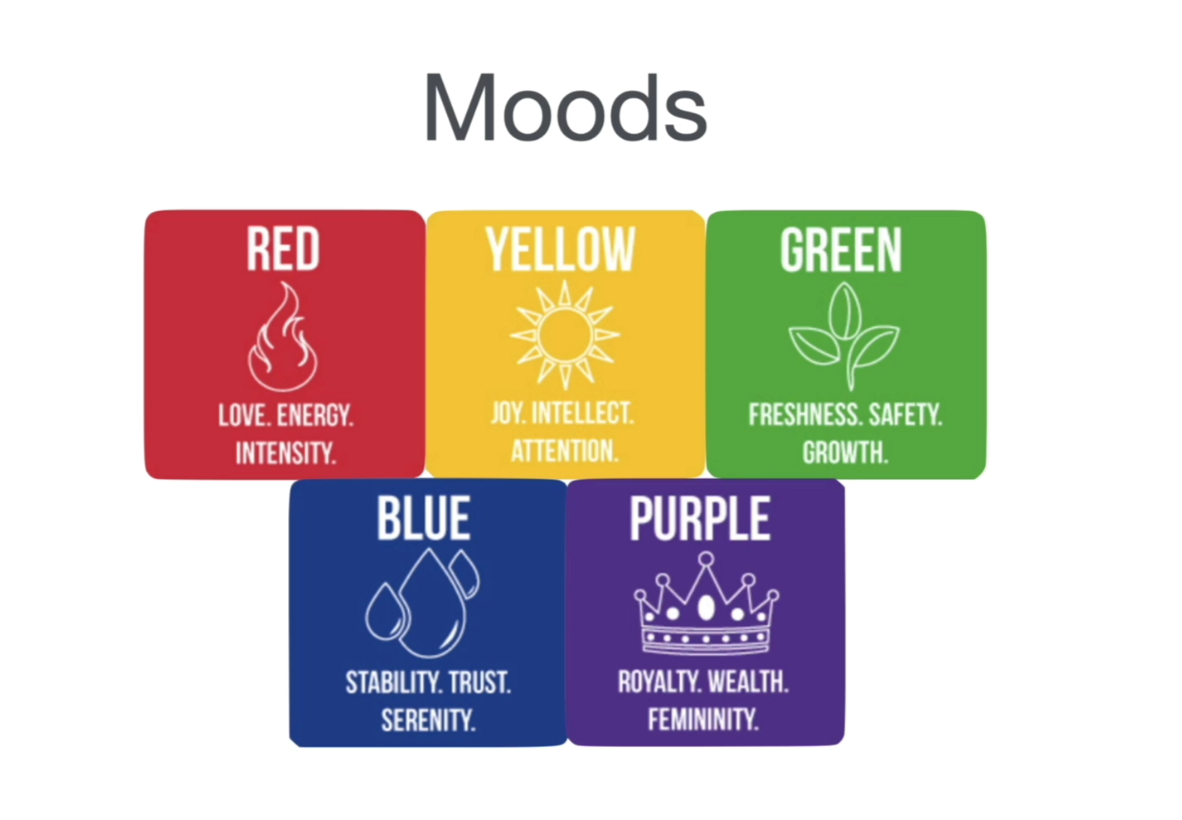 Moods
RED
LOVE. ENERGY.
INTENSITY.
YELLOW
JOY. INTELLECT.
ATTENTION.
GREEN
FRESHNESS. SAFETY.
GROWTH.
BLUE
STABILITY. TRUST.
SERENITY.
PURPLE
ROYALTY. WEALTH.
FEMININITY.